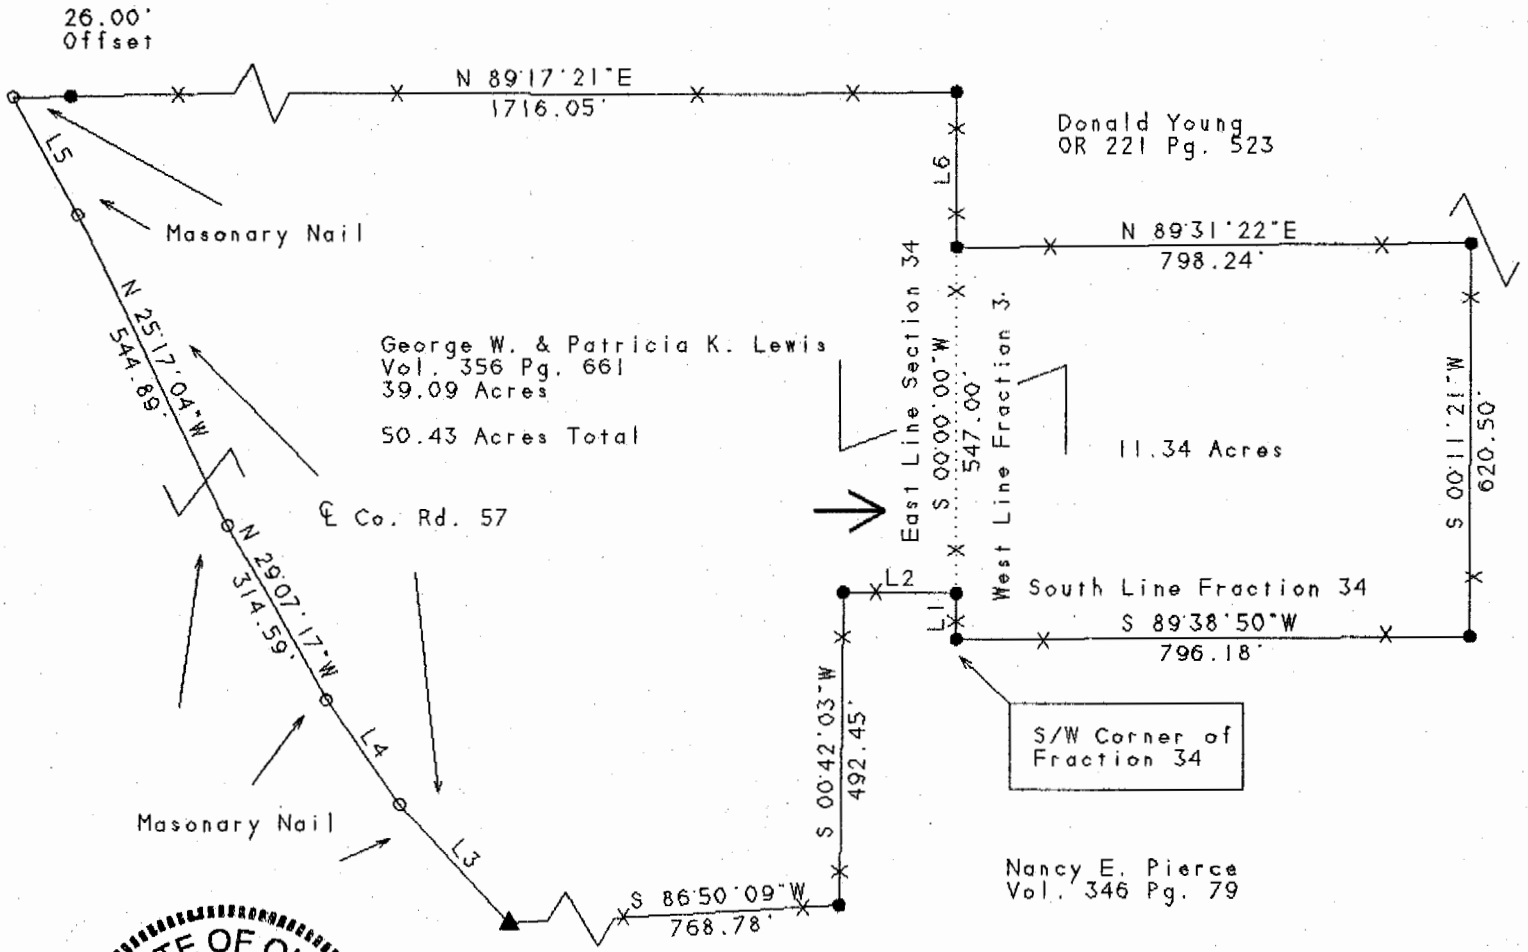 26.00'
Offset
N 89°17'21"E
1716.05'
Donald Young
OR 221 Pg. 523
L5
L6
Masonary Nail
N 89°31'22"E
798.24'
N 25°17'04"W
544.89'
George W. & Patricia K. Lewis
Vol. 356 Pg. 661
39.09 Acres
50.43 Acres Total
East Line Section 34
S 00°00'00"W
547.00'
West Line Fraction 3
11.34 Acres
S 00°11'21"W
620.50'
℄ Co. Rd. 57
N 29°07'17"W
314.59'
L2
L1
South Line Fraction 34
S 89°38'50"W
796.18'
L4
S 00°42'03"W
492.45'
S/W Corner of
Fraction 34
Masonary Nail
L3
Nancy E. Pierce
Vol. 346 Pg. 79
S 86°50'09"W
768.78'
OF